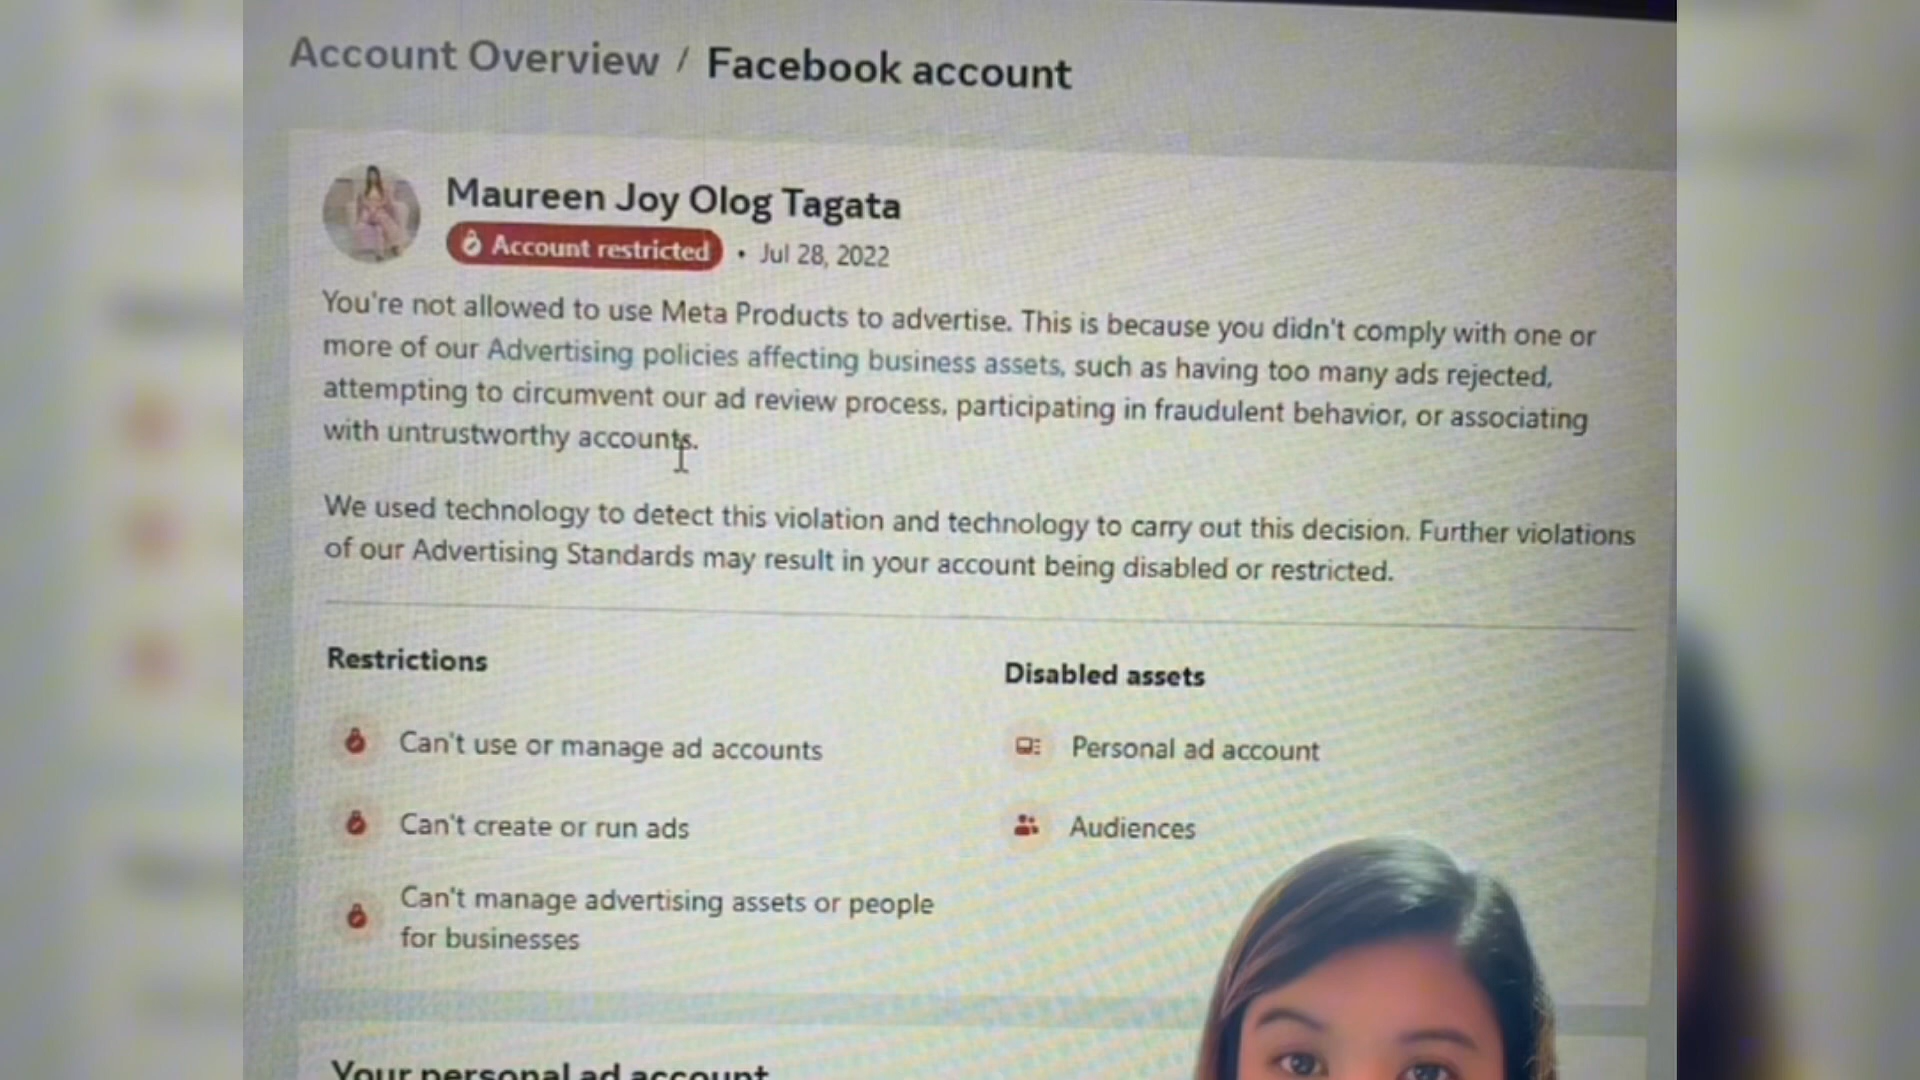 Account Overview / Facebook account
Maureen Joy Olog Tagata
Account restricted • Jul 28, 2022
You're not allowed to use Meta Products to advertise. This is because you didn't comply with one or
more of our Advertising policies affecting business assets, such as having too many ads rejected,
attempting to circumvent our ad review process, participating in fraudulent behavior, or associating
with untrustworthy accounts.
We used technology to detect this violation and technology to carry out this decision. Further violations
of our Advertising Standards may result in your account being disabled or restricted.
Restrictions
Disabled assets
Can't use or manage ad accounts
Personal ad account
Can't create or run ads
Audiences
Can't manage advertising assets or people
for businesses
Your personal ad account